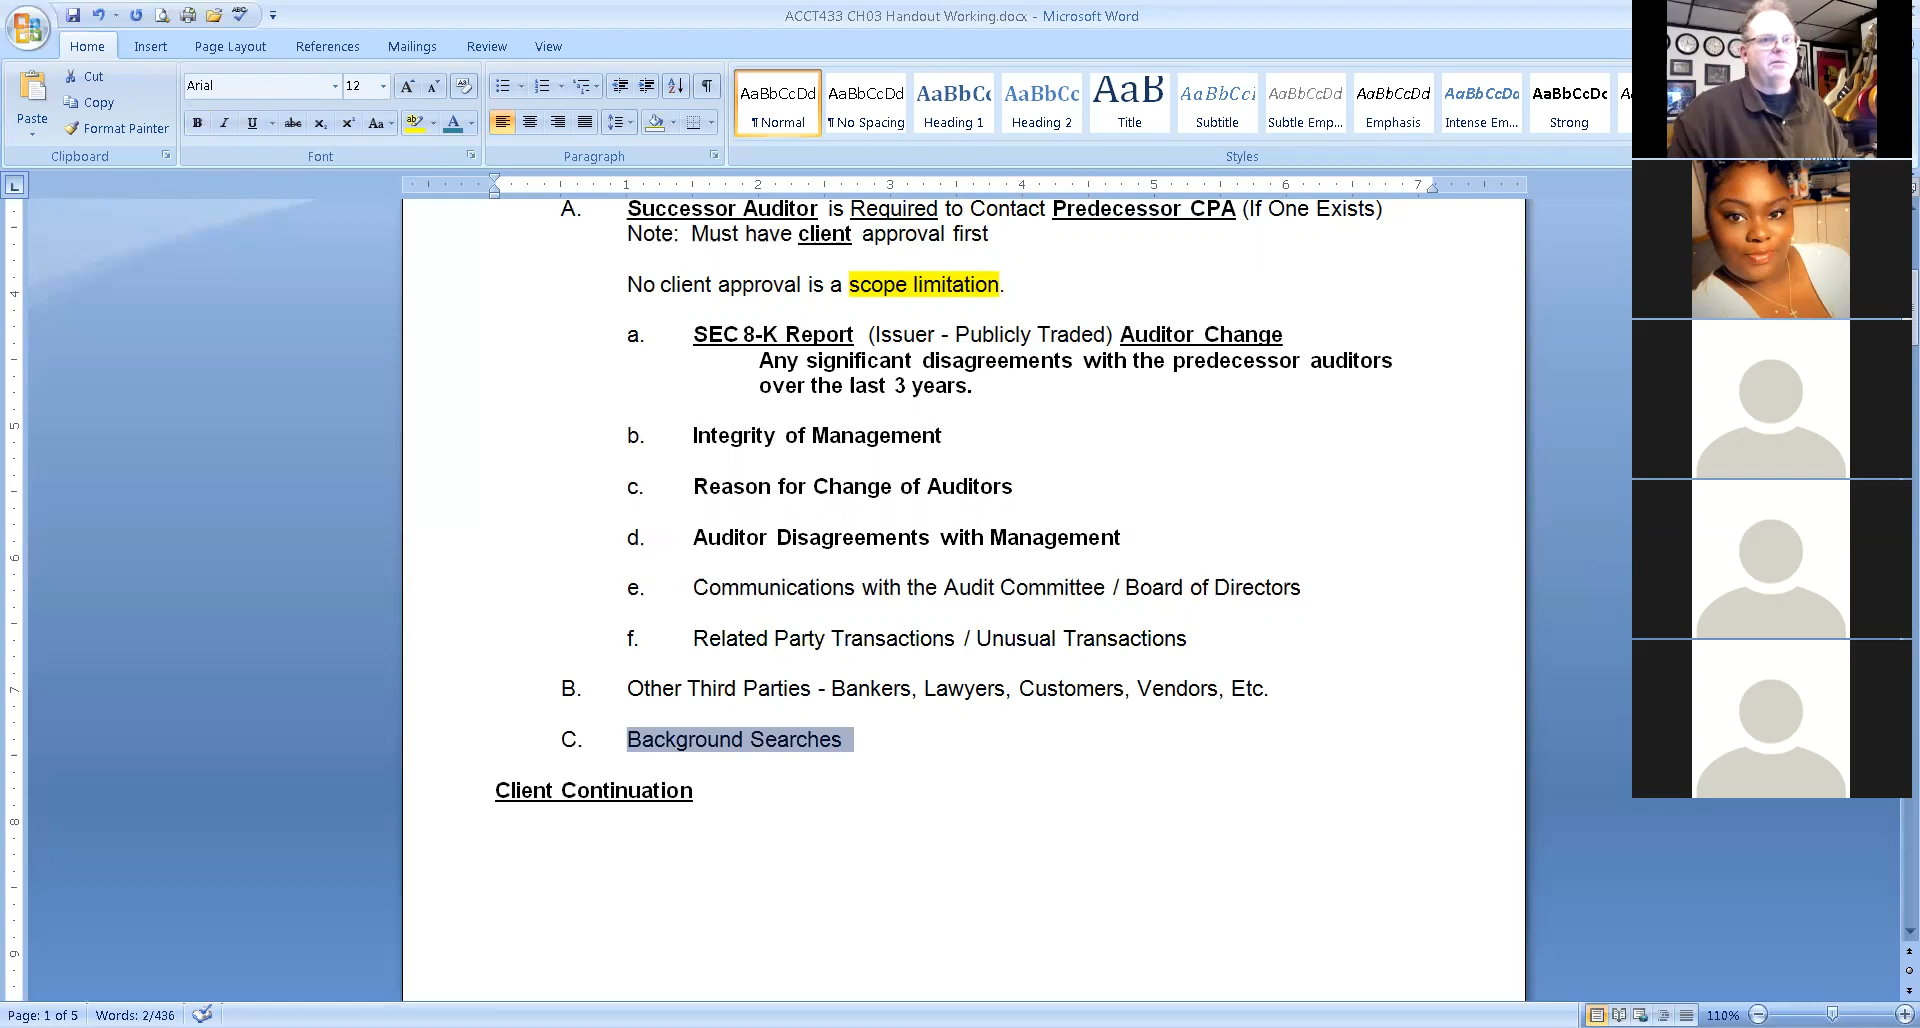 ACCT433 CH03 Handout Working.docx - Microsoft Word
Home Insert Page Layout References Mailings Review View
Paste
Cut
Copy
Format Painter
Clipboard
Arial 12
Font
Paragraph
AaBbCcDd AaBbCcDd AaBbCc AaBbCc AaB AaBbCcI AaBbCcDd AaBbCcDd AaBbCcDd AaBbCcDc
¶ Normal ¶ No Spacing Heading 1 Heading 2 Title Subtitle Subtle Emp... Emphasis Intense Em... Strong
Styles
1 2 3 4 5 6 7
A. Successor Auditor is Required to Contact Predecessor CPA (If One Exists)
Note: Must have client approval first
No client approval is a scope limitation.
a. SEC 8-K Report (Issuer - Publicly Traded) Auditor Change
Any significant disagreements with the predecessor auditors
over the last 3 years.
b. Integrity of Management
c. Reason for Change of Auditors
d. Auditor Disagreements with Management
e. Communications with the Audit Committee / Board of Directors
f. Related Party Transactions / Unusual Transactions
B. Other Third Parties - Bankers, Lawyers, Customers, Vendors, Etc.
C. Background Searches
Client Continuation
Page: 1 of 5 Words: 2/436 110%